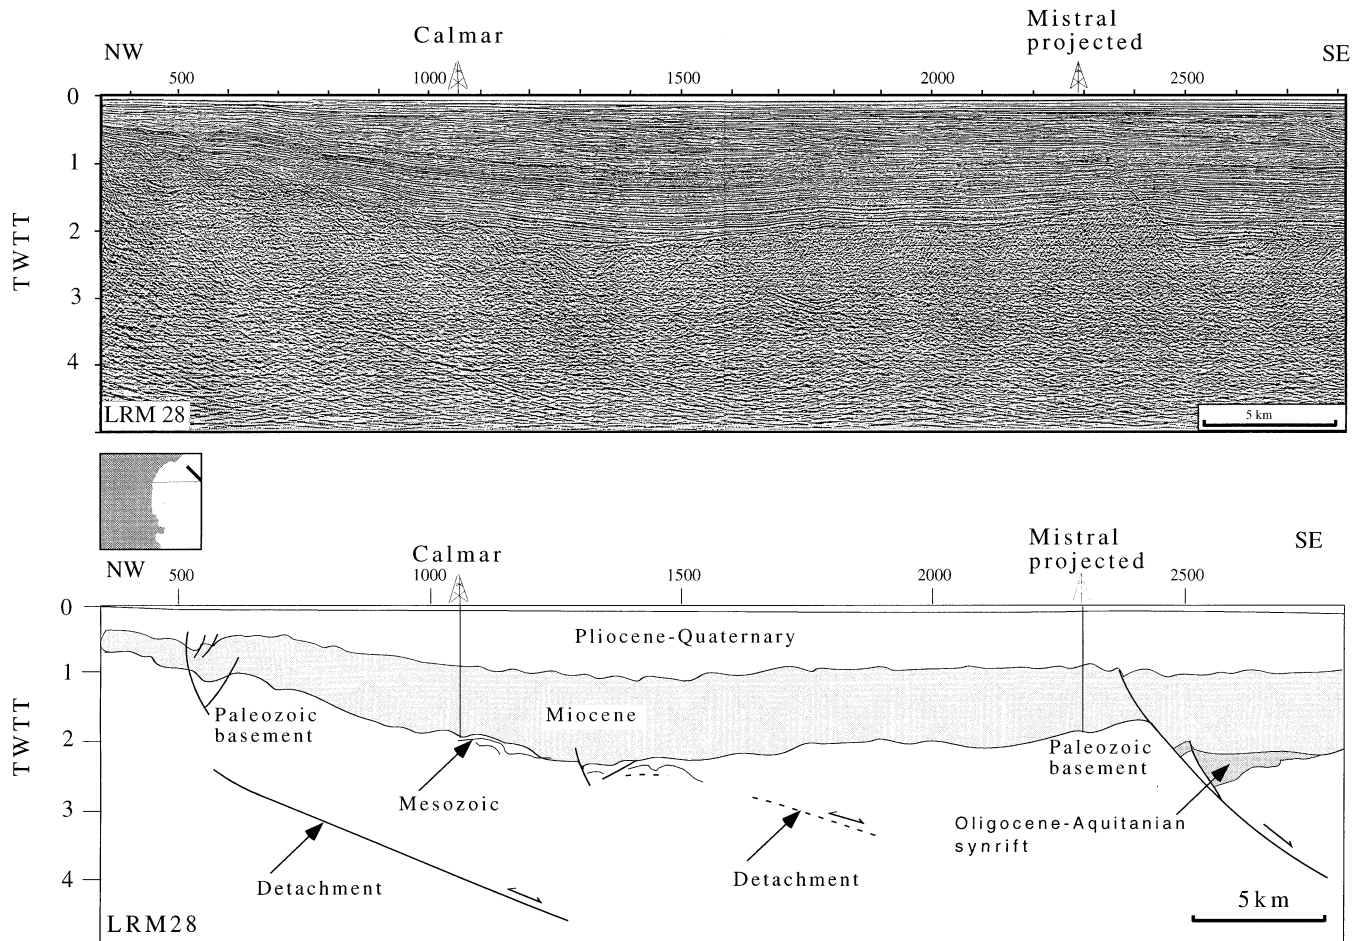 Calmar
Mistral
projected
NW
SE
500
1000
1500
2000
2500
0
1
2
3
4
TWTT
LRM 28
5 km
Calmar
Mistral
projected
NW
SE
500
1000
1500
2000
2500
0
1
2
3
4
TWTT
Pliocene-Quaternary
Miocene
Paleozoic
basement
Mesozoic
Detachment
Detachment
Paleozoic
basement
Oligocene-Aquitanian
synrift
5 km
LRM28